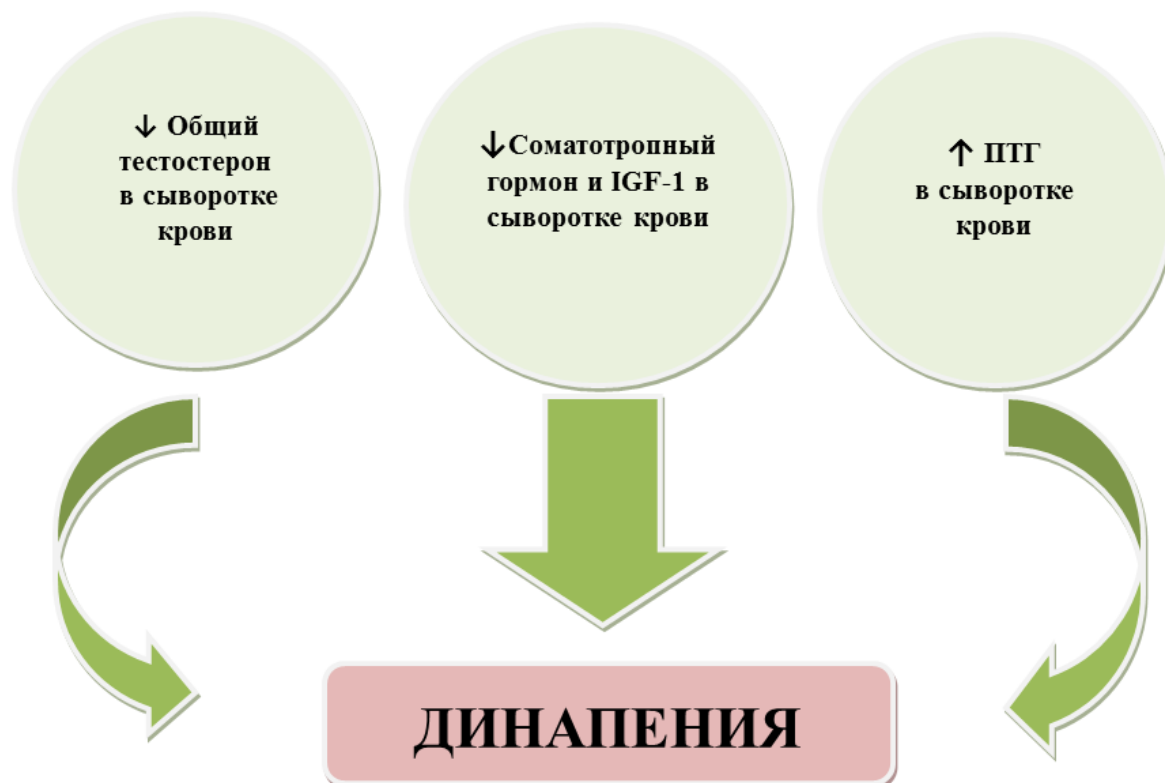 ↓ Общий
тестостерон
в сыворотке
крови
↓Соматотропный
гормон и IGF-1 в
сыворотке крови
↑ ПТГ
в сыворотке
крови
ДИНАПЕНИЯ